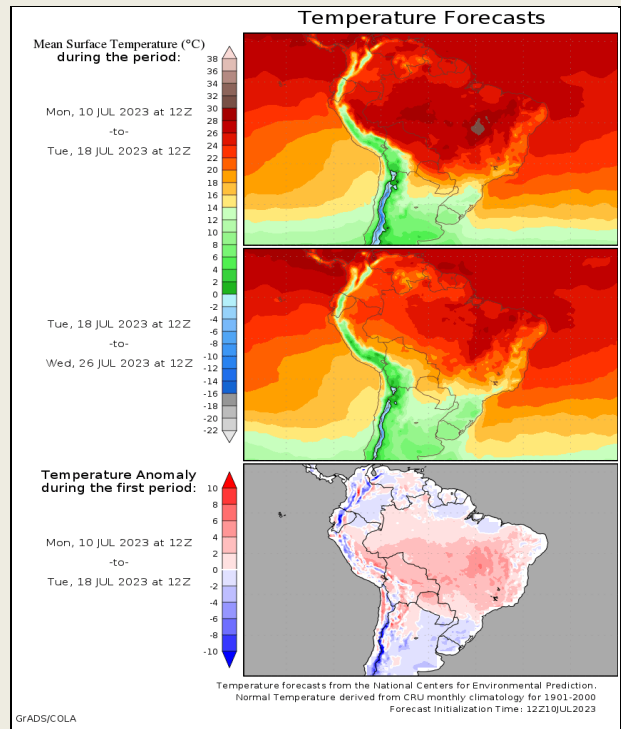 Temperature Forecasts
Mean Surface Temperature (°C)
during the period:
38
36
34
32
30
28
26
24
22
20
18
16
14
12
10
8
6
4
2
0
-2
-4
-6
-8
-10
-12
-14
-16
-18
-20
-22
Mon, 10 JUL 2023 at 12Z
-to-
Tue, 18 JUL 2023 at 12Z
Tue, 18 JUL 2023 at 12Z
-to-
Wed, 26 JUL 2023 at 12Z
Temperature Anomaly
during the first period:
10
8
6
4
2
0
-2
-4
-6
-8
-10
Mon, 10 JUL 2023 at 12Z
-to-
Tue, 18 JUL 2023 at 12Z
Temperature forecasts from the National Centers for Environmental Prediction.
Normal Temperature derived from CRU monthly climatology for 1901-2000
Forecast Initialization Time: 12Z10JUL2023
GrADS/COLA